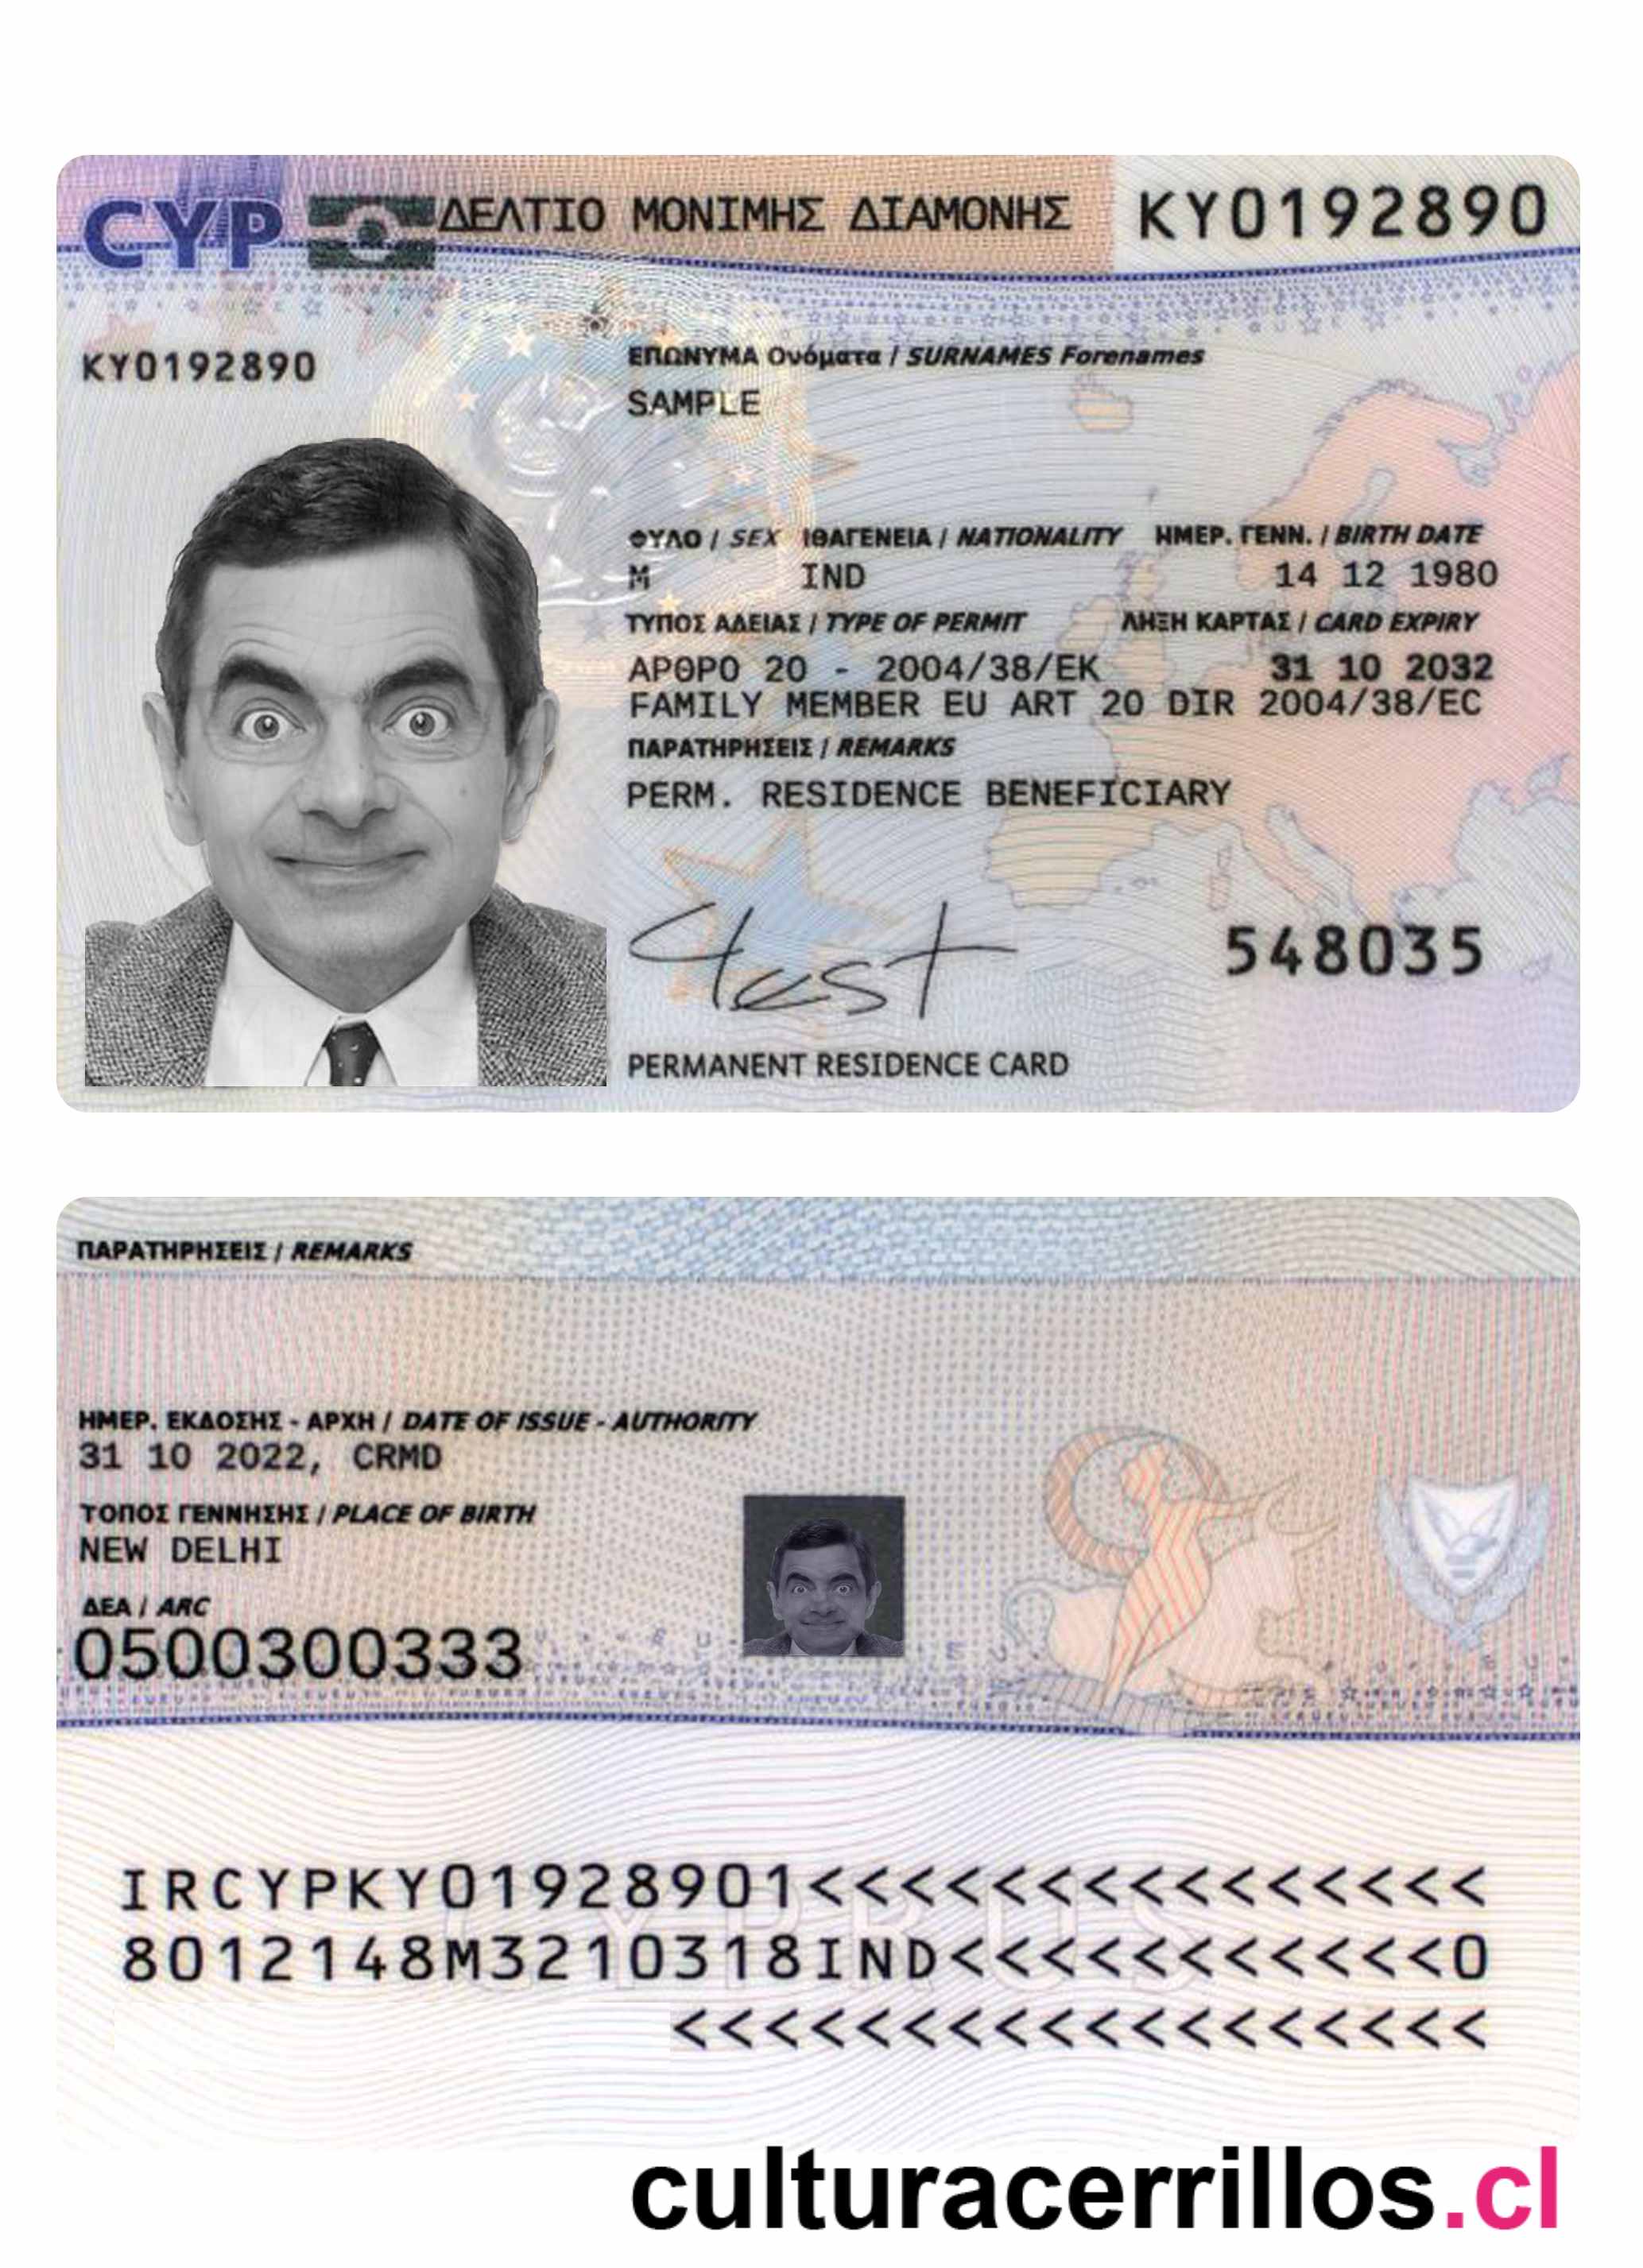 CYP ΔΕΛΤΙΟ ΜΟΝΙΜΗΣ ΔΙΑΜΟΝΗΣ KY0192890
KY0192890
ΕΠΩΝΥΜΑ Ονόματα / SURNAMES Forenames
SAMPLE
ΦΥΛΟ / SEX ΙΘΑΓΕΝΕΙΑ / NATIONALITY ΗΜΕΡ. ΓΕΝΝ. / BIRTH DATE
M IND 14 12 1980
ΤΥΠΟΣ ΑΔΕΙΑΣ / TYPE OF PERMIT ΛΗΞΗ ΚΑΡΤΑΣ / CARD EXPIRY
ΑΡΘΡΟ 20 - 2004/38/ΕΚ 31 10 2032
FAMILY MEMBER EU ART 20 DIR 2004/38/EC
ΠΑΡΑΤΗΡΗΣΕΙΣ / REMARKS
PERM. RESIDENCE BENEFICIARY
Test
548035
PERMANENT RESIDENCE CARD
ΠΑΡΑΤΗΡΗΣΕΙΣ / REMARKS
ΗΜΕΡ. ΕΚΔΟΣΗΣ - ΑΡΧΗ / DATE OF ISSUE - AUTHORITY
31 10 2022, CRMD
ΤΟΠΟΣ ΓΕΝΝΗΣΗΣ / PLACE OF BIRTH
NEW DELHI
ΔΕΑ / ARC
0500300333
IRCYPKY01928901<<<<<<<<<<<<<<<
8012148M3210318IND<<<<<<<<<<<0
<<<<<<<<<<<<<<<<<<
CYPRUS
culturacerrillos.cl